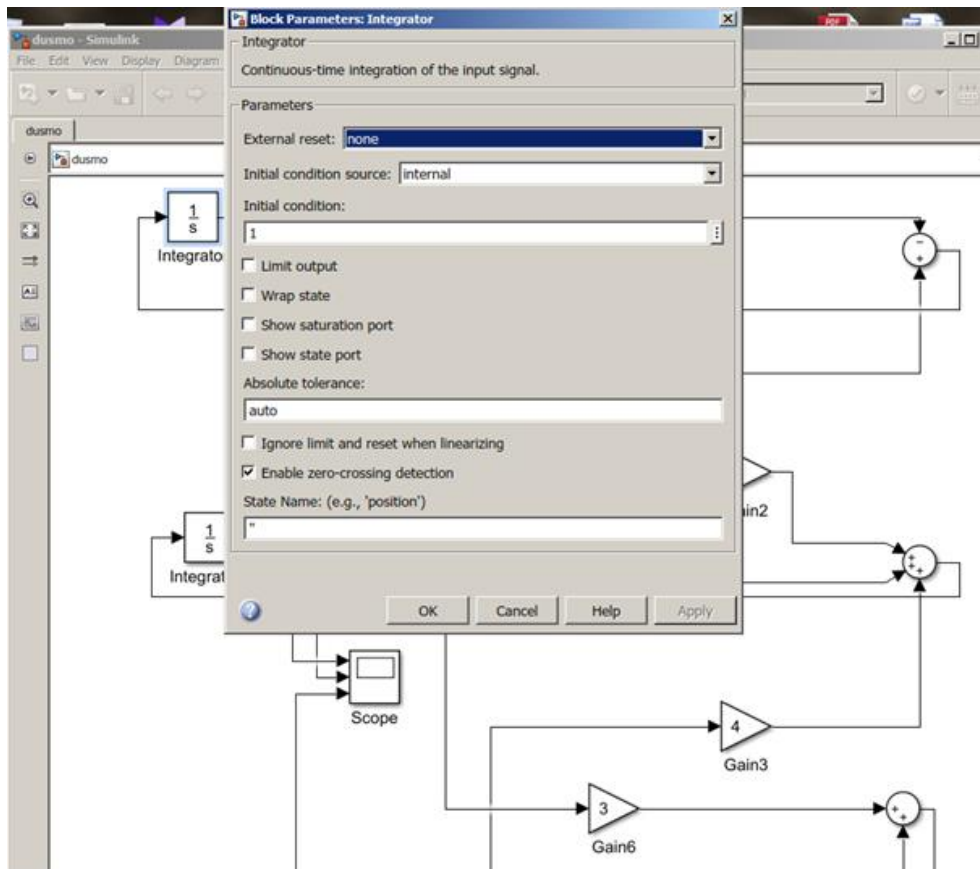 Block Parameters: Integrator
PDF
dusmo - Simulink
File Edit View Display Diagram
dusmo
dusmo
Integrator
Continuous-time integration of the input signal.
Parameters
External reset: none
Initial condition source: internal
Initial condition:
1
Limit output
Wrap state
Show saturation port
Show state port
Absolute tolerance:
auto
Ignore limit and reset when linearizing
Enable zero-crossing detection
State Name: (e.g., 'position')
''
OK Cancel Help Apply
1
s
Integrato
−
+
ain2
1
s
Integrat
+
+
+
Scope
4
Gain3
3
Gain6
+
+